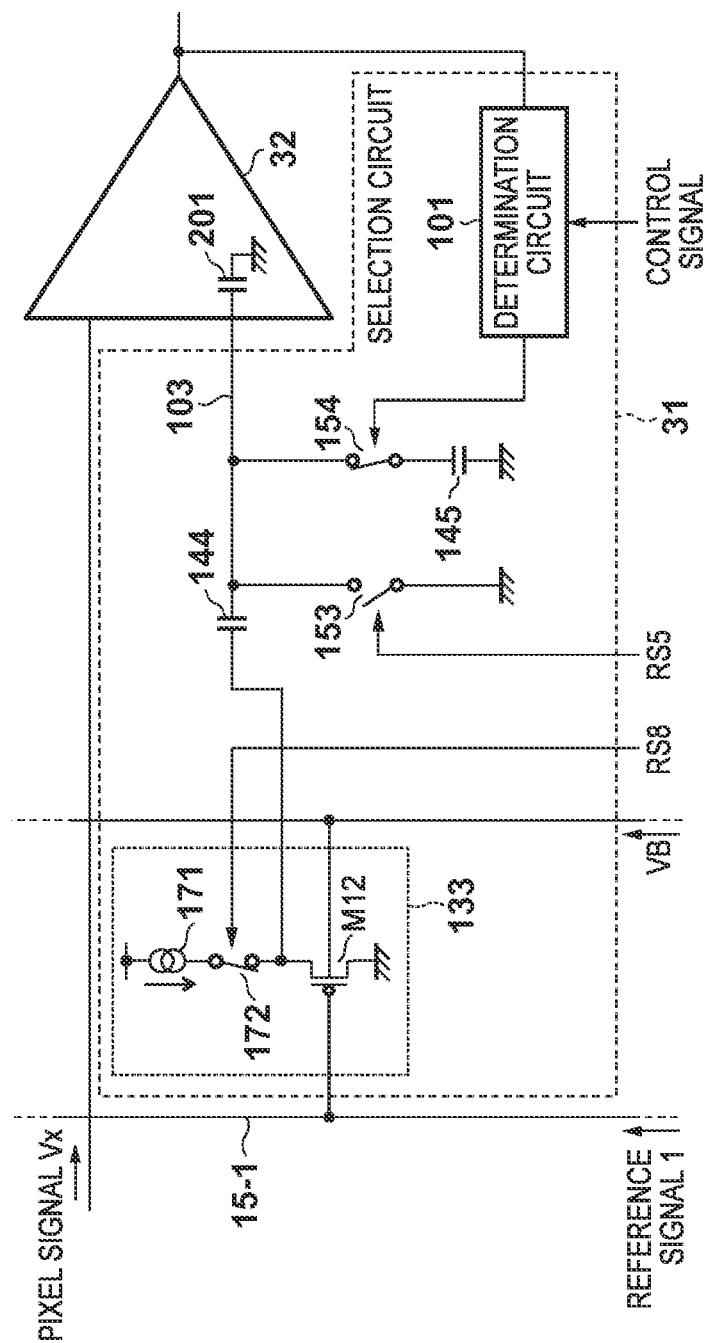 PIXEL SIGNAL Vx
15-1
REFERENCE
SIGNAL 1
171
172
M12
133
VB
RS8
RS5
144
153
103
154
145
201
32
SELECTION CIRCUIT
101
DETERMINATION
CIRCUIT
CONTROL
SIGNAL
31